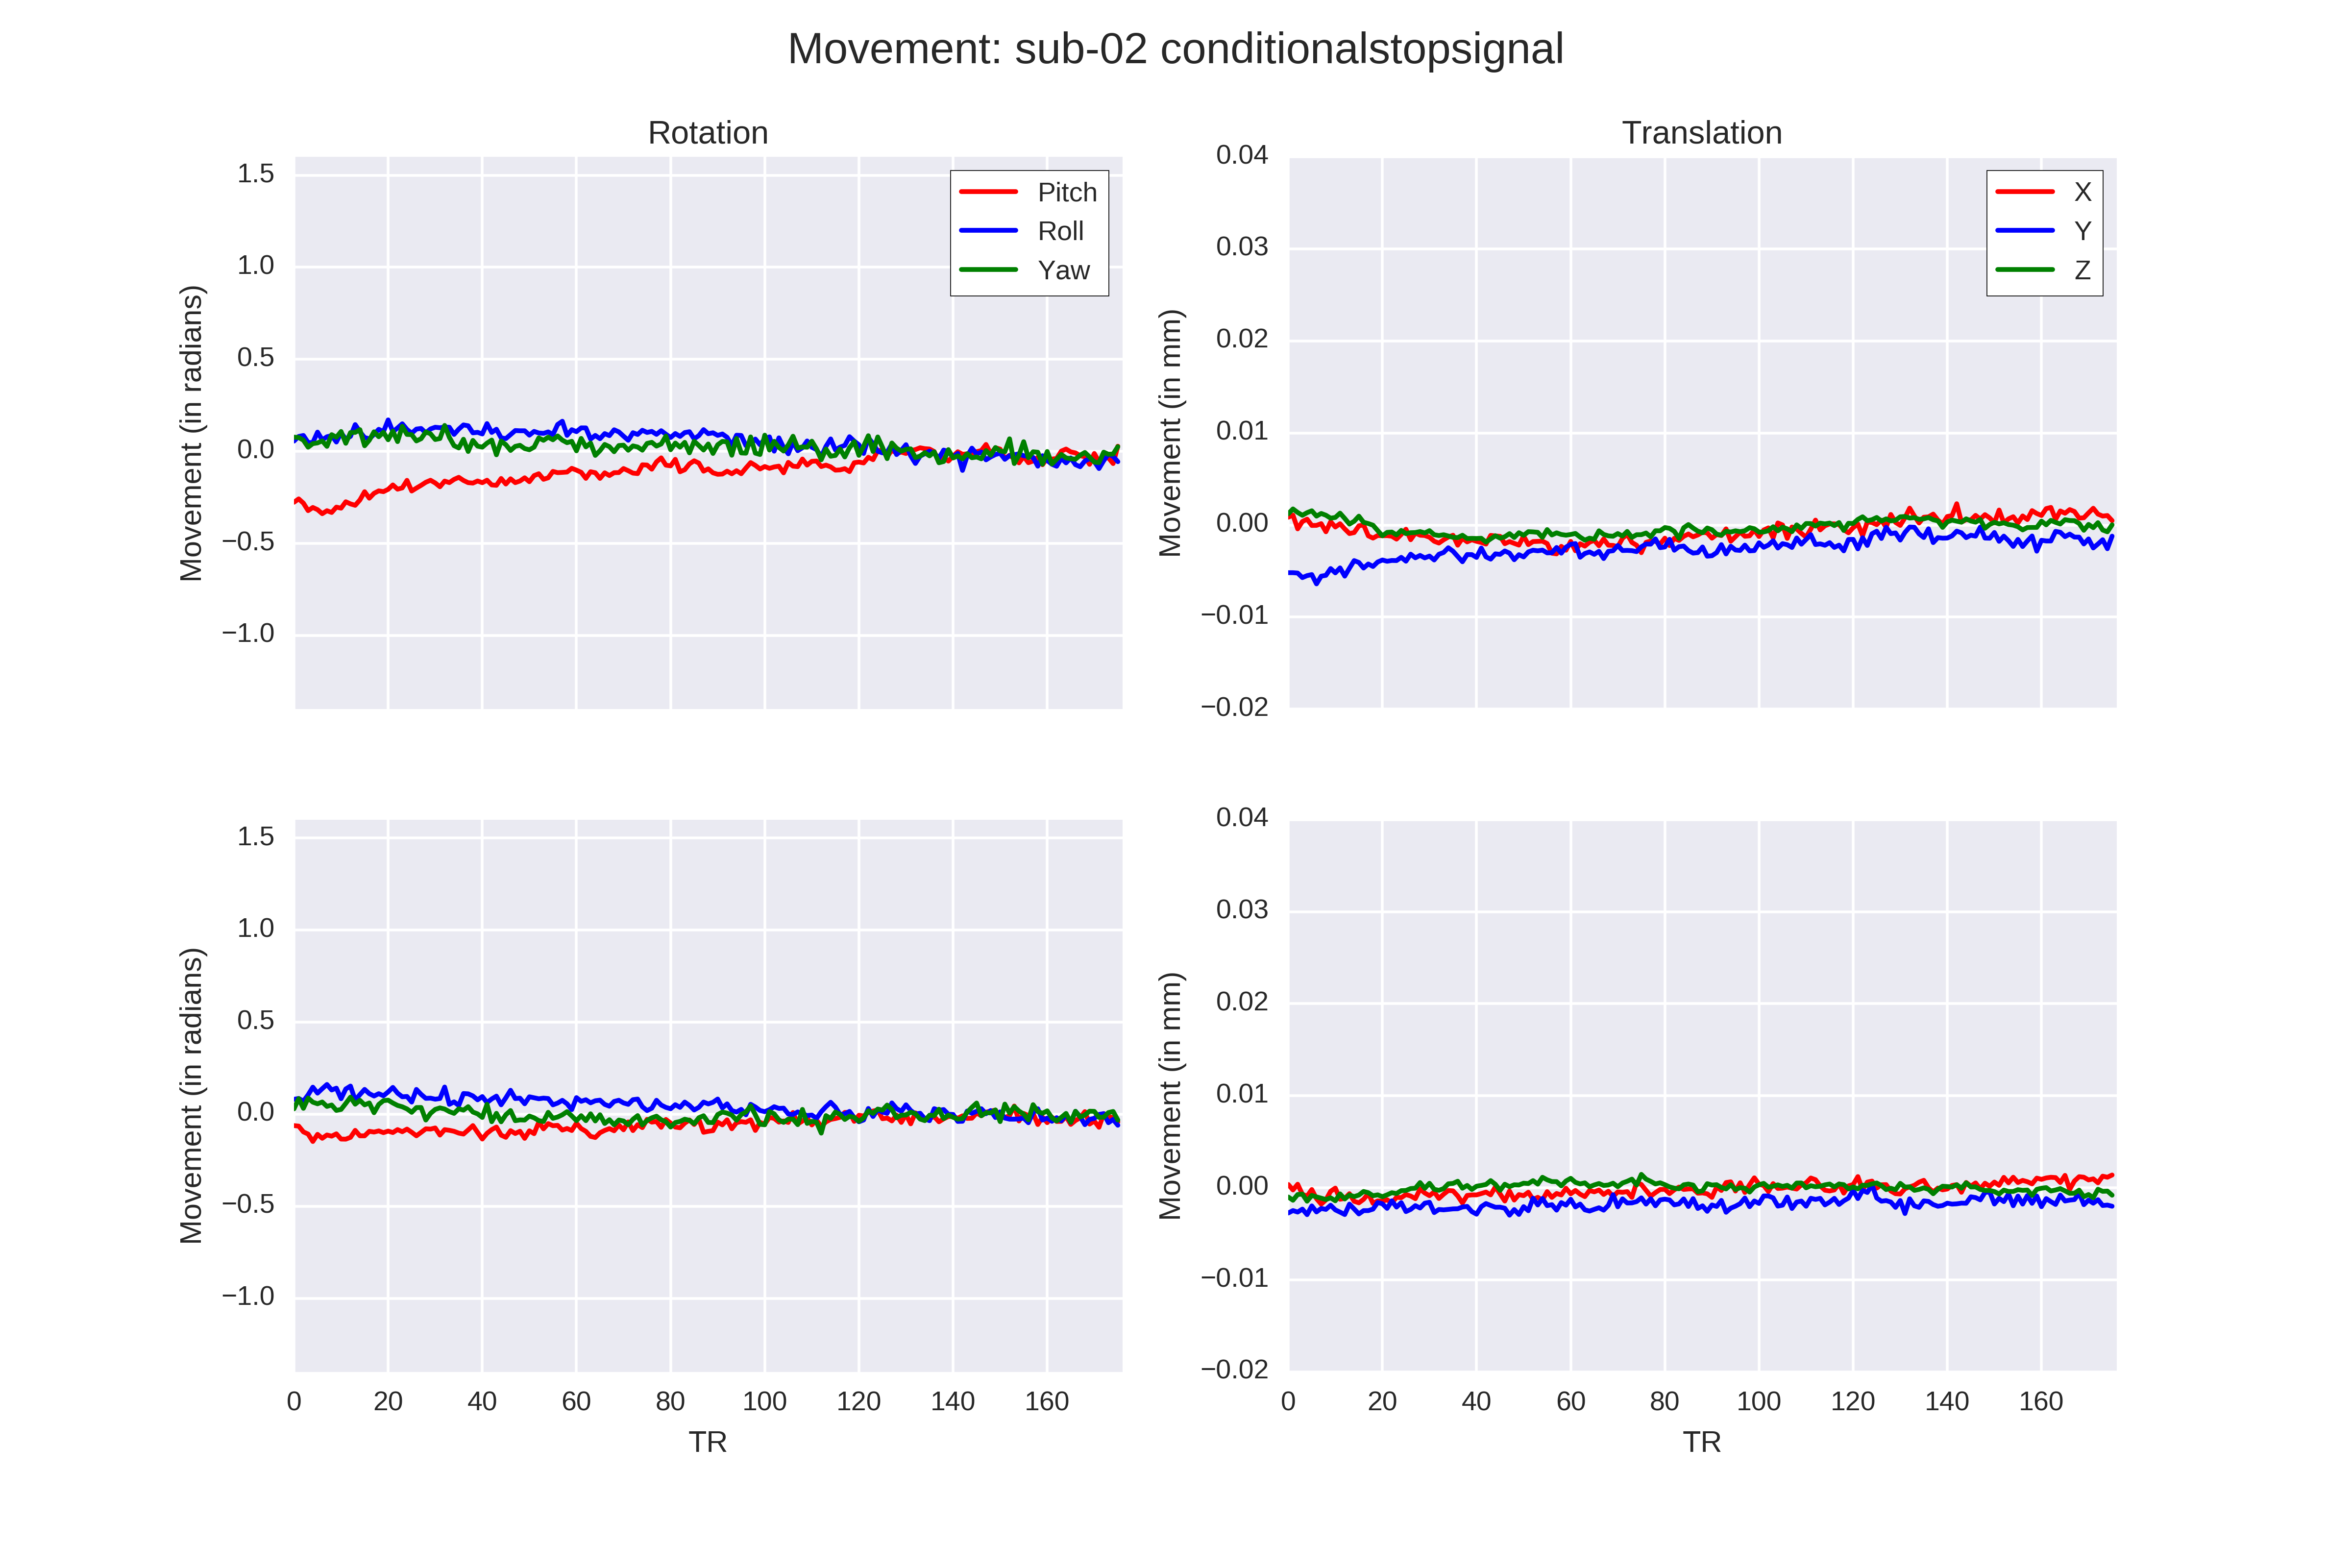 Movement: sub-02 conditionalstopsignal
Rotation
1.5
1.0
0.5
0.0
−0.5
−1.0
Movement (in radians)
Pitch
Roll
Yaw
Translation
0.04
0.03
0.02
0.01
0.00
−0.01
−0.02
Movement (in mm)
X
Y
Z
1.5
1.0
0.5
0.0
−0.5
−1.0
Movement (in radians)
0 20 40 60 80 100 120 140 160
TR
0.04
0.03
0.02
0.01
0.00
−0.01
−0.02
Movement (in mm)
0 20 40 60 80 100 120 140 160
TR